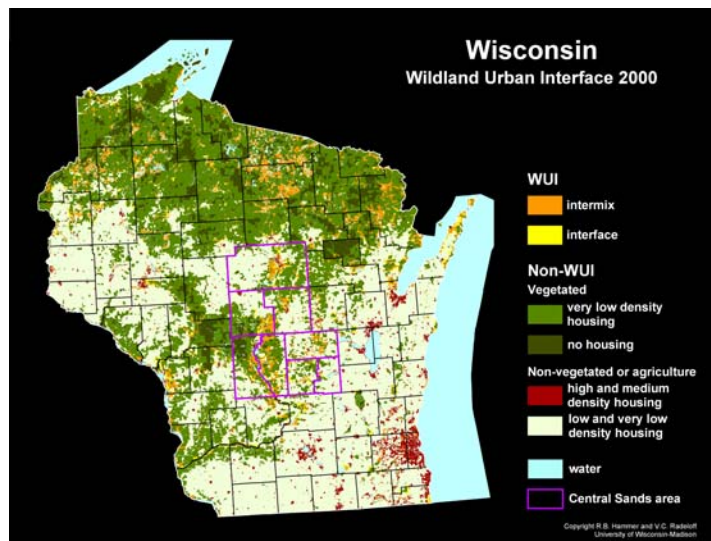 Wisconsin
Wildland Urban Interface 2000
WUI
intermix
interface
Non-WUI
Vegetated
very low density
housing
no housing
Non-vegetated or agriculture
high and medium
density housing
low and very low
density housing
water
Central Sands area
Copyright R.B. Hammer and V.C. Radeloff
University of Wisconsin-Madison